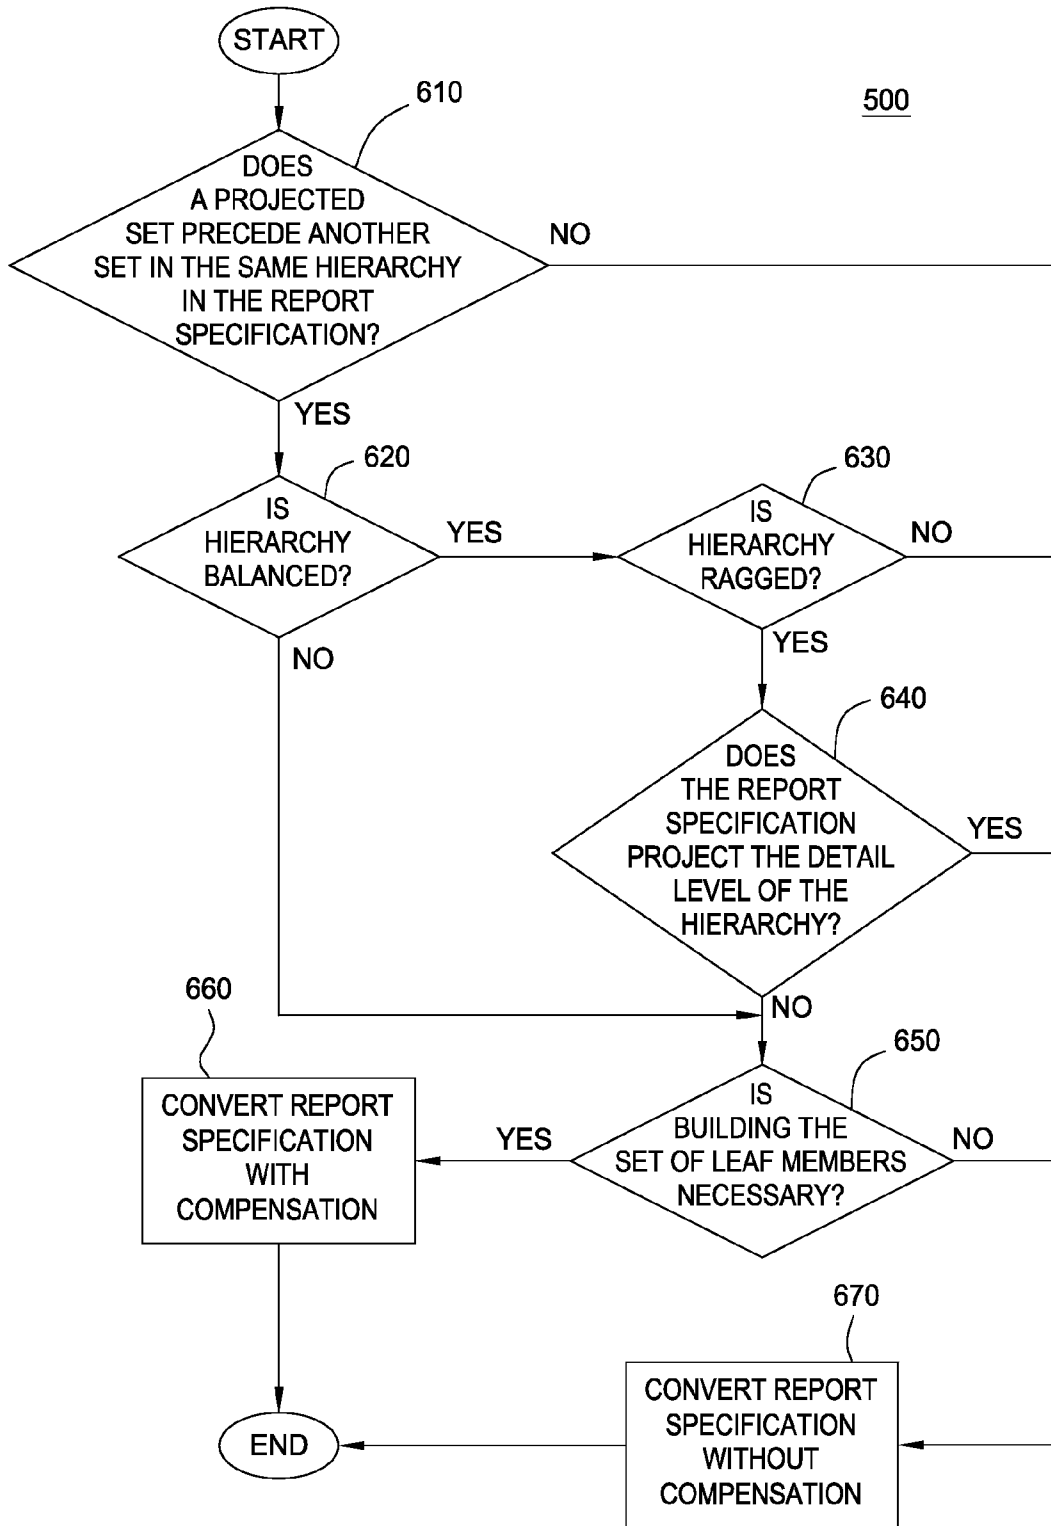 START
610
500
DOES
A PROJECTED
SET PRECEDE ANOTHER
SET IN THE SAME HIERARCHY
IN THE REPORT
SPECIFICATION?
NO
YES
620
IS
HIERARCHY
BALANCED?
YES
NO
630
IS
HIERARCHY
RAGGED?
NO
YES
640
DOES
THE REPORT
SPECIFICATION
PROJECT THE DETAIL
LEVEL OF THE
HIERARCHY?
YES
NO
650
IS
BUILDING THE
SET OF LEAF MEMBERS
NECESSARY?
YES
NO
660
CONVERT REPORT
SPECIFICATION
WITH
COMPENSATION
670
CONVERT REPORT
SPECIFICATION
WITHOUT
COMPENSATION
END